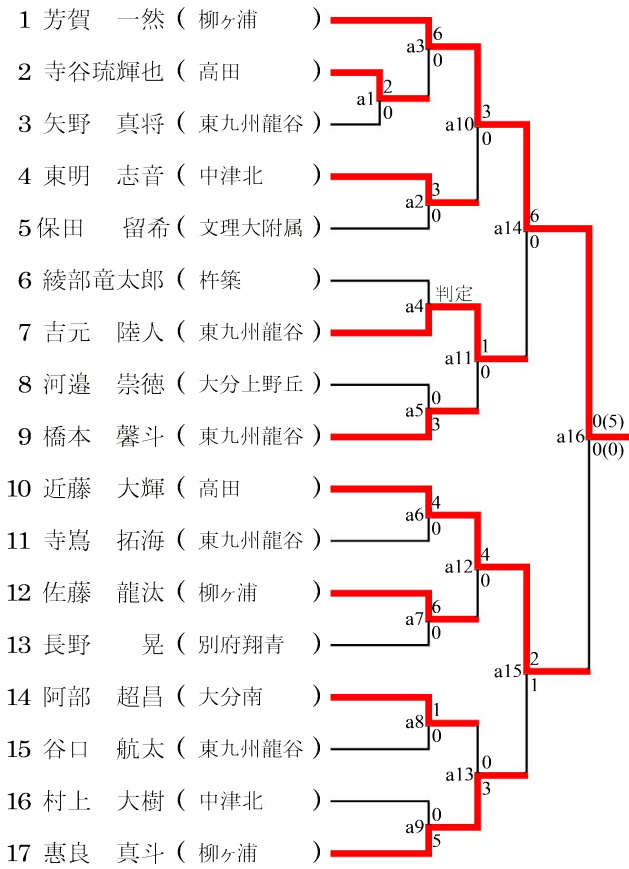 1 芳賀 一然 ( 柳ヶ浦 )
2 寺谷琉輝也 ( 高田 )
3 矢野 真将 ( 東九州龍谷 )
4 東明 志音 ( 中津北 )
5 保田 留希 ( 文理大附属 )
6 綾部竜太郎 ( 杵築 )
7 吉元 陸人 ( 東九州龍谷 )
8 河邉 崇徳 ( 大分上野丘 )
9 橋本 馨斗 ( 東九州龍谷 )
10 近藤 大輝 ( 高田 )
11 寺嶌 拓海 ( 東九州龍谷 )
12 佐藤 龍汰 ( 柳ヶ浦 )
13 長野 晃 ( 別府翔青 )
14 阿部 超昌 ( 大分南 )
15 谷口 航太 ( 東九州龍谷 )
16 村上 大樹 ( 中津北 )
17 惠良 真斗 ( 柳ヶ浦 )
a1 2 0
a3 6 0
a2 3 0
a10 3 0
a4 判定
a5 0 3
a11 1 0
a14 6 0
a6 4 0
a7 6 0
a12 4 0
a8 1 0
a9 0 5
a13 0 3
a15 2 1
a16 0(5) 0(0)